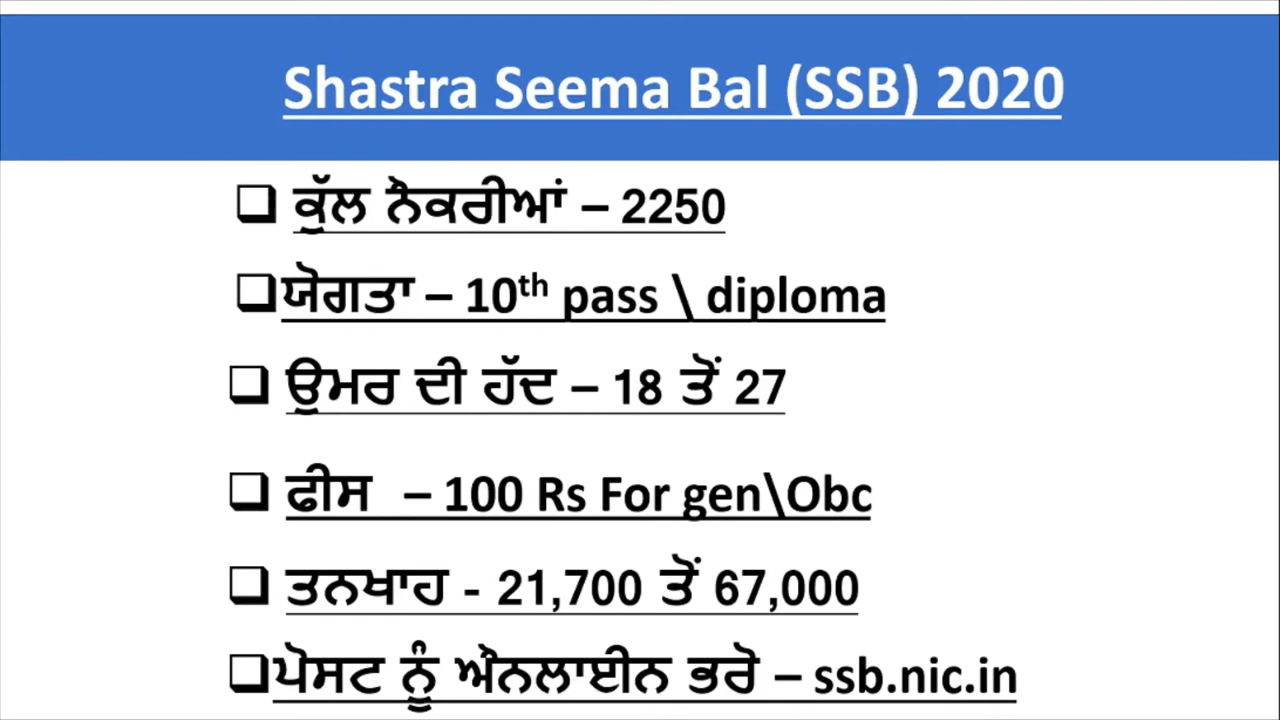 Shastra Seema Bal (SSB) 2020
ਕੁੱਲ ਨੌਕਰੀਆਂ – 2250
ਯੋਗਤਾ – 10th pass \ diploma
ਉਮਰ ਦੀ ਹੱਦ – 18 ਤੋਂ 27
ਫੀਸ – 100 Rs For gen\Obc
ਤਨਖਾਹ - 21,700 ਤੋਂ 67,000
ਪੋਸਟ ਨੂੰ ਔਨਲਾਈਨ ਭਰੋ – ssb.nic.in